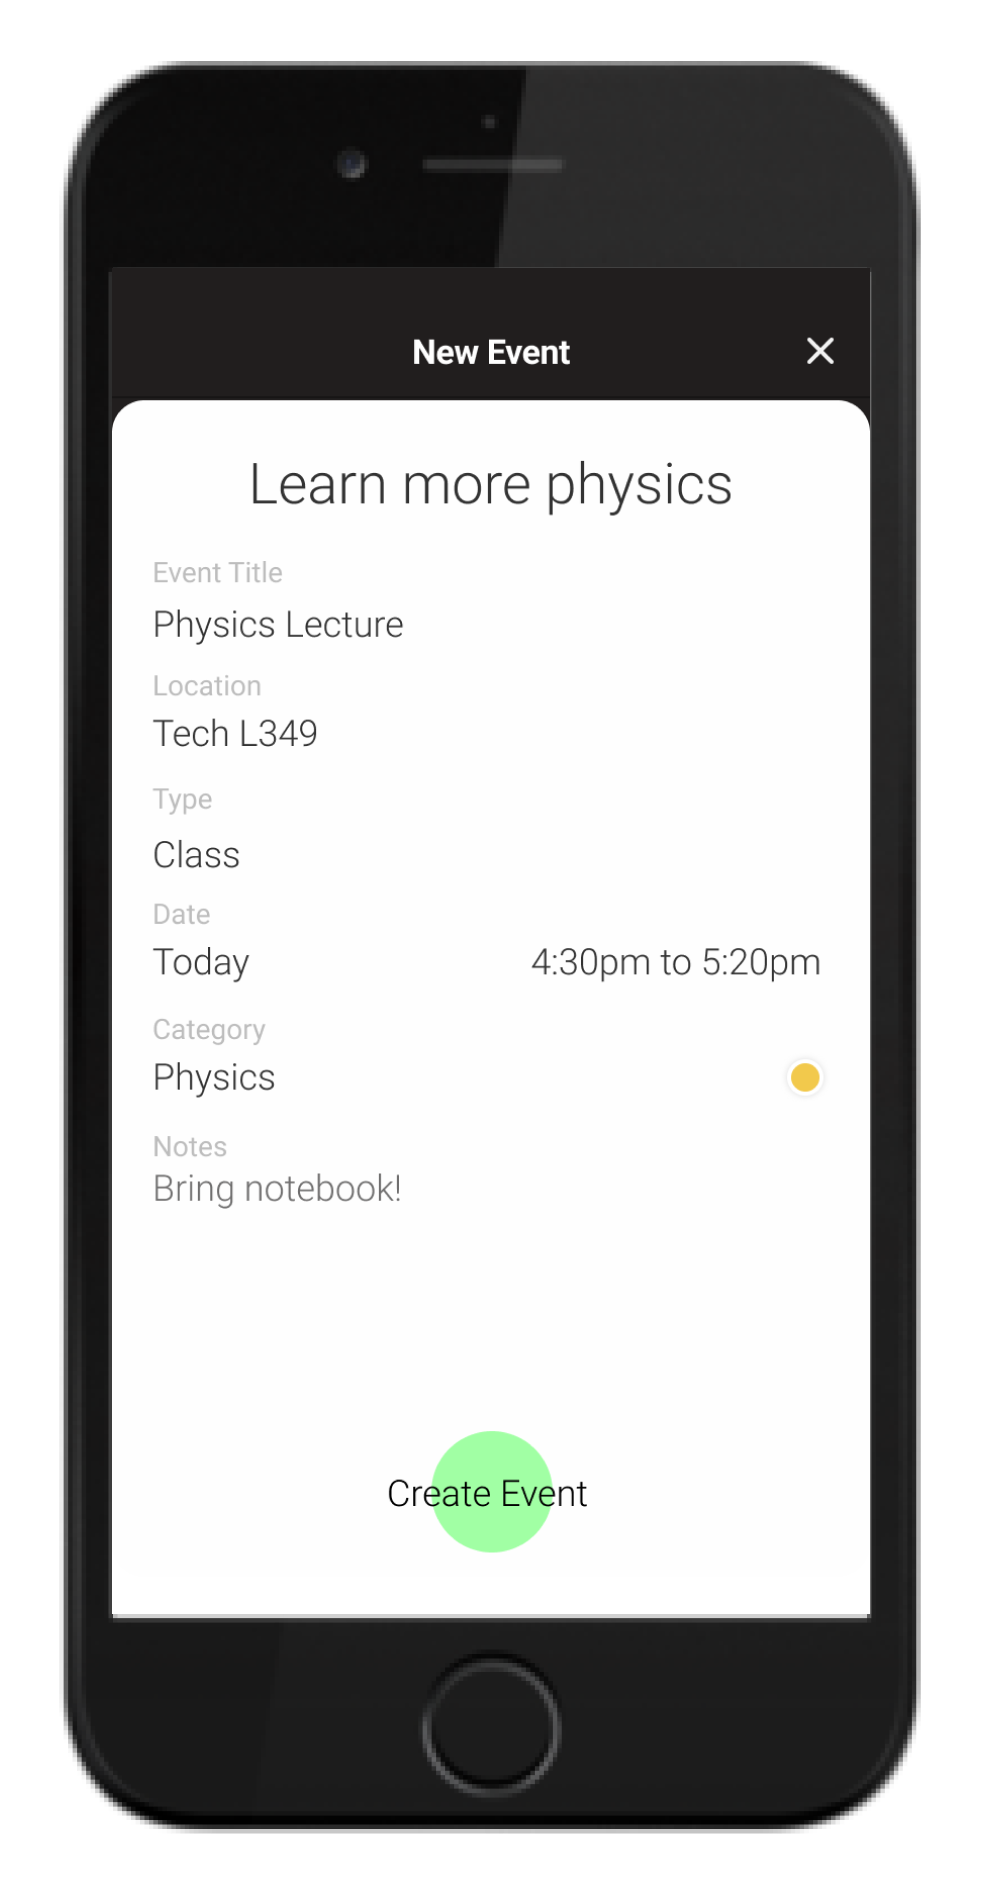 New Event
Learn more physics
Event Title
Physics Lecture
Location
Tech L349
Type
Class
Date
Today 4:30pm to 5:20pm
Category
Physics
Notes
Bring notebook!
Create Event